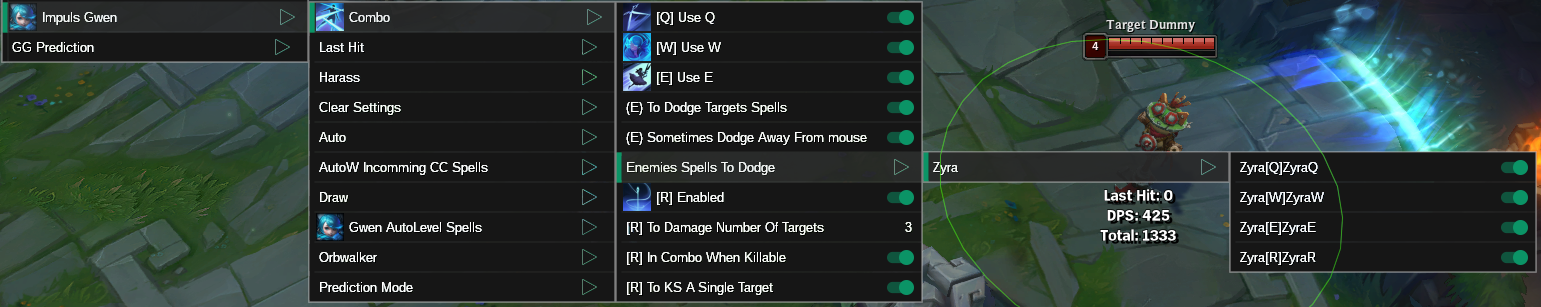 Impuls Gwen
GG Prediction
Combo
Last Hit
Harass
Clear Settings
Auto
AutoW Incomming CC Spells
Draw
Gwen AutoLevel Spells
Orbwalker
Prediction Mode
[Q] Use Q
[W] Use W
[E] Use E
(E) To Dodge Targets Spells
(E) Sometimes Dodge Away From mouse
Enemies Spells To Dodge
[R] Enabled
[R] To Damage Number Of Targets 3
[R] In Combo When Killable
[R] To KS A Single Target
Target Dummy
4
Zyra
Last Hit: 0
DPS: 425
Total: 1333
Zyra[Q]ZyraQ
Zyra[W]ZyraW
Zyra[E]ZyraE
Zyra[R]ZyraR